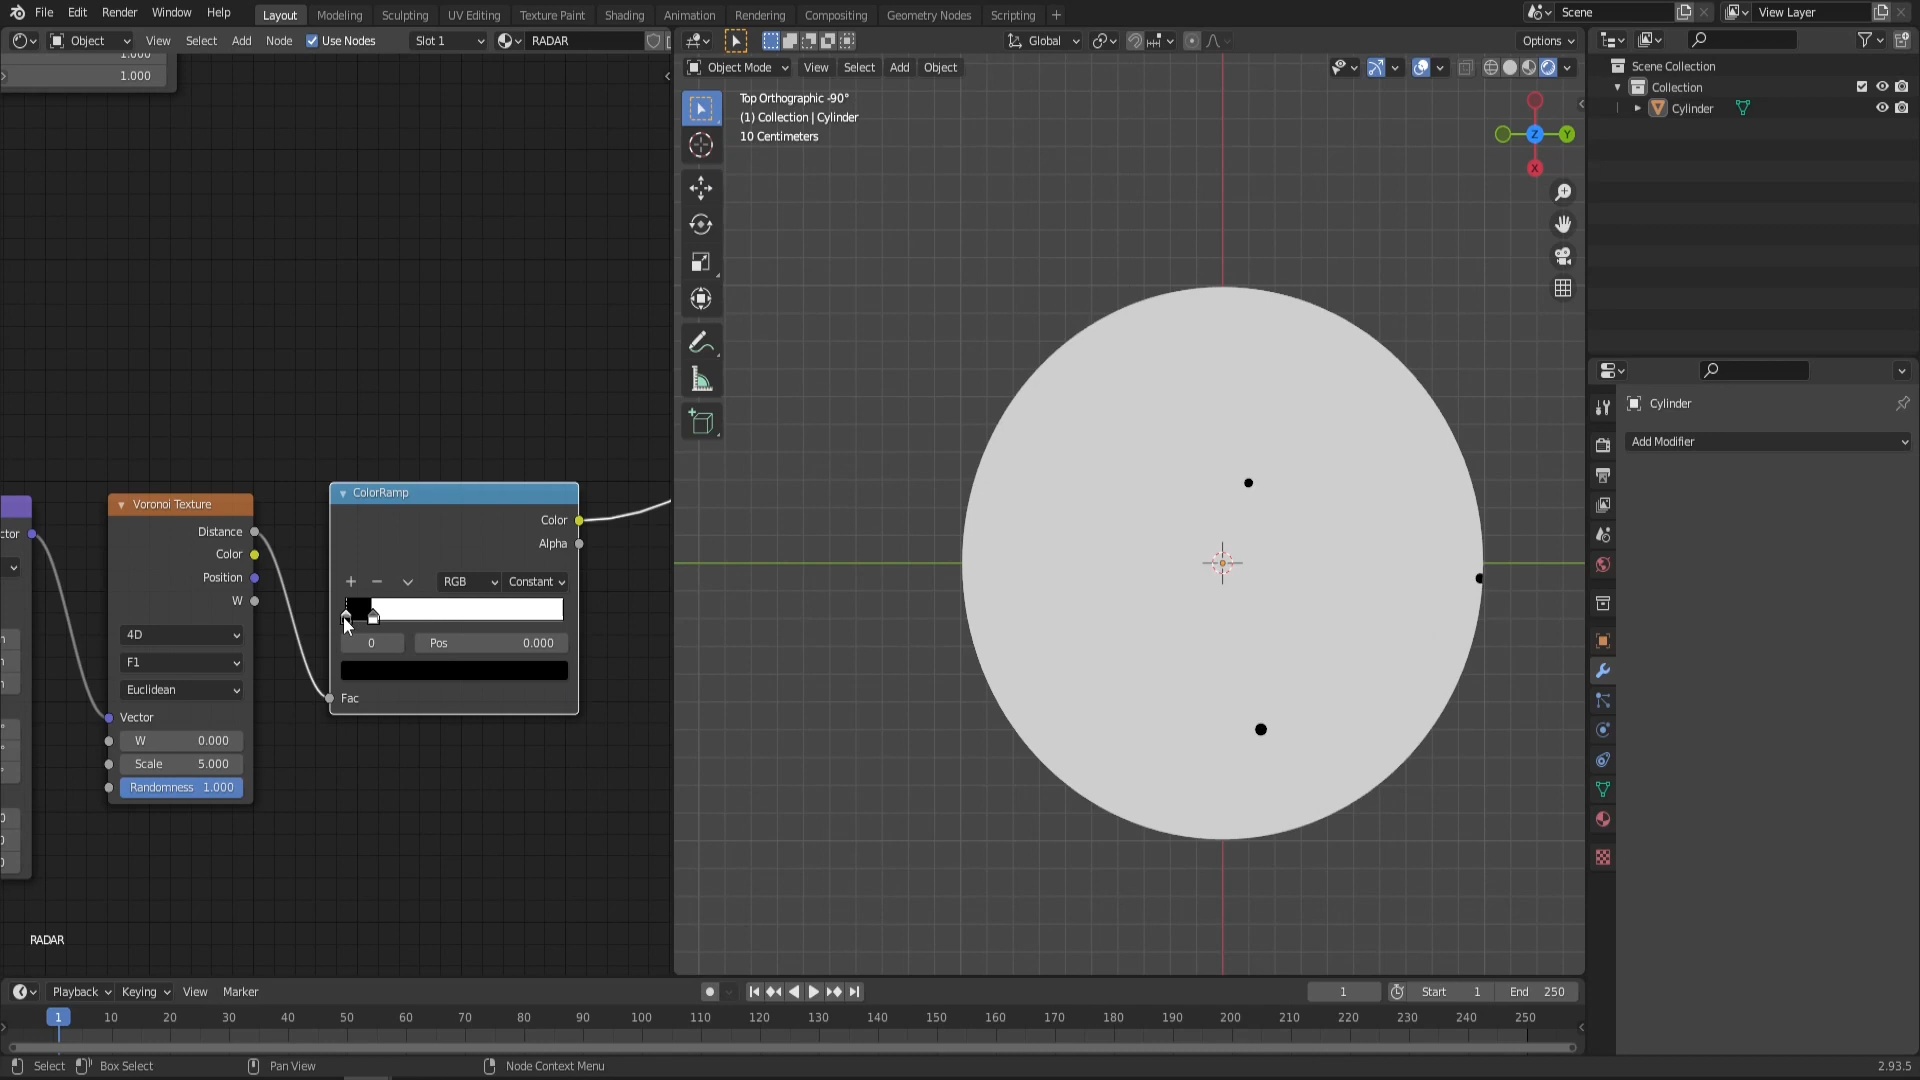 File Edit Render Window Help
Layout Modeling Sculpting UV Editing Texture Paint Shading Animation Rendering Compositing Geometry Nodes Scripting +
Scene
View Layer
Object View Select Add Node Use Nodes Slot 1 RADAR
Global
Options
1.000
1.000
Object Mode View Select Add Object
Top Orthographic -90°
(1) Collection | Cylinder
10 Centimeters
Z
Y
X
Scene Collection
Collection
Cylinder
Cylinder
Add Modifier
ctor
Voronoi Texture
Distance
Color
Position
W
4D
F1
Euclidean
Vector
W 0.000
Scale 5.000
Randomness 1.000
ColorRamp
Color
Alpha
+ − RGB Constant
0 Pos 0.000
Fac
RADAR
Playback Keying View Marker
1 Start 1 End 250
1 10 20 30 40 50 60 70 80 90 100 110 120 130 140 150 160 170 180 190 200 210 220 230 240 250
Select Box Select Pan View Node Context Menu
2.93.5